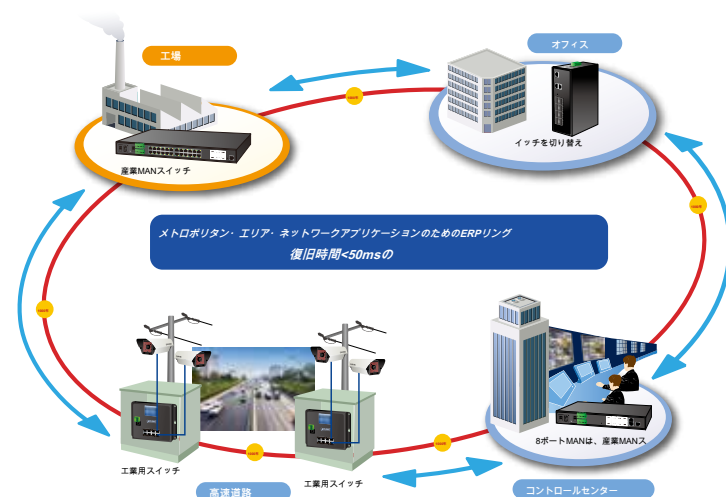 工場
オフィス
産業MANスイッチ
イッチを切り替え
メトロポリタン・エリア・ネットワークアプリケーションのためのERPリング
復旧時間<50msの
8ポートMANは、産業MANス
工業用スイッチ
工業用スイッチ
高速道路
コントロールセンター